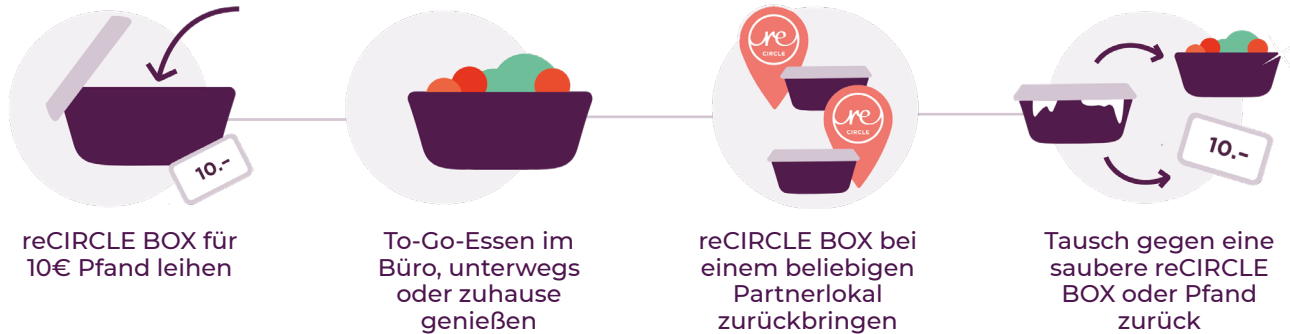 10.-
reCIRCLE BOX für
10€ Pfand leihen
To-Go-Essen im
Büro, unterwegs
oder zuhause
genießen
re
CIRCLE
re
CIRCLE
reCIRCLE BOX bei
einem beliebigen
Partnerlokal
zurückbringen
10.-
Tausch gegen eine
saubere reCIRCLE
BOX oder Pfand
zurück